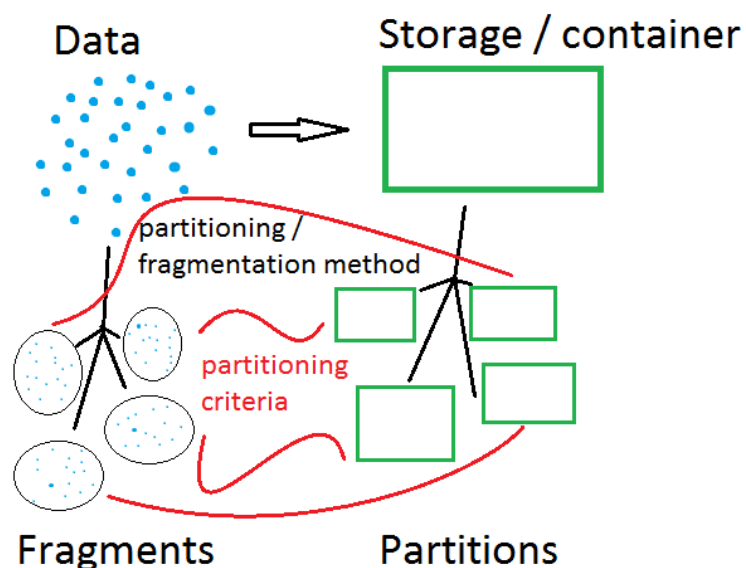 Data
Storage / container
partitioning /
fragmentation method
partitioning
criteria
Fragments
Partitions